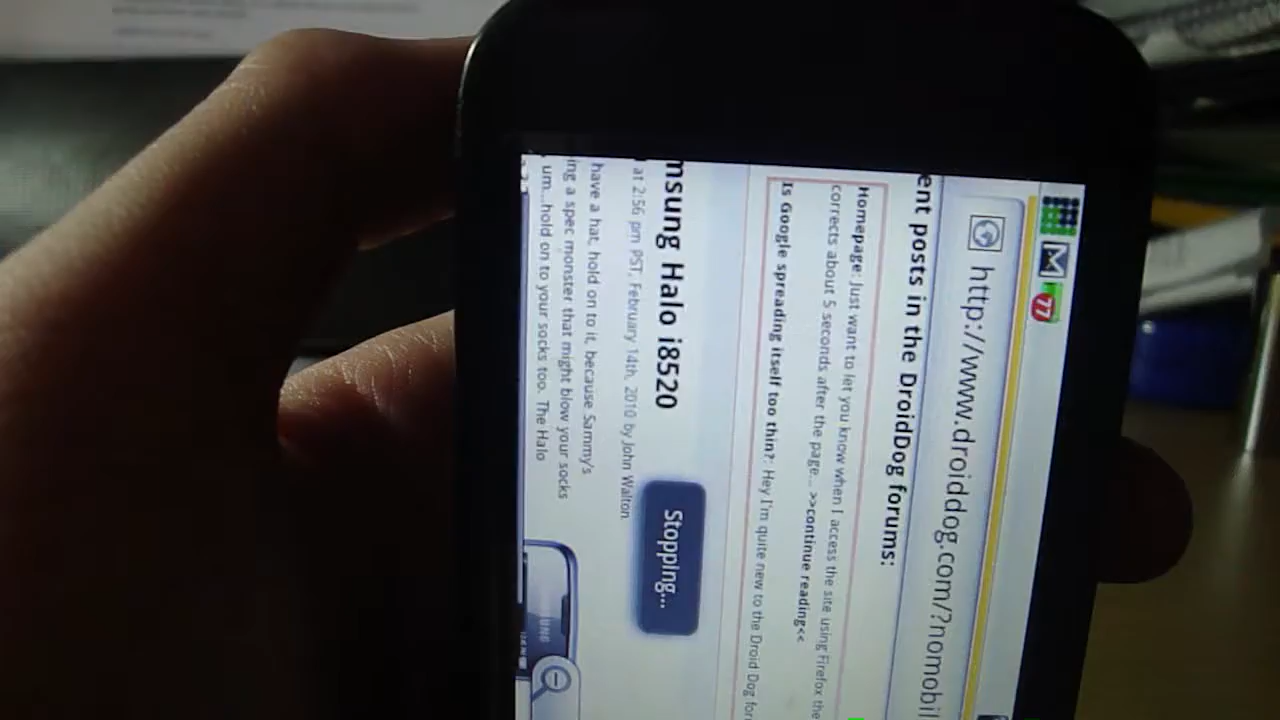 77
http://www.droiddog.com/?nomobil
ent posts in the DroidDog forums:
Homepage: Just want to let you know when I access the site using Firefox the
corrects about 5 seconds after the page... >>continue reading<<
Is Google spreading itself too thin?: Hey I'm quite new to the Droid Dog for
msung Halo i8520
at 2:56 pm PST, February 14th, 2010 by John Walton
Stopping...
have a hat, hold on to it, because Sammy's
ing a spec monster that might blow your socks
um...hold on to your socks too. The Halo